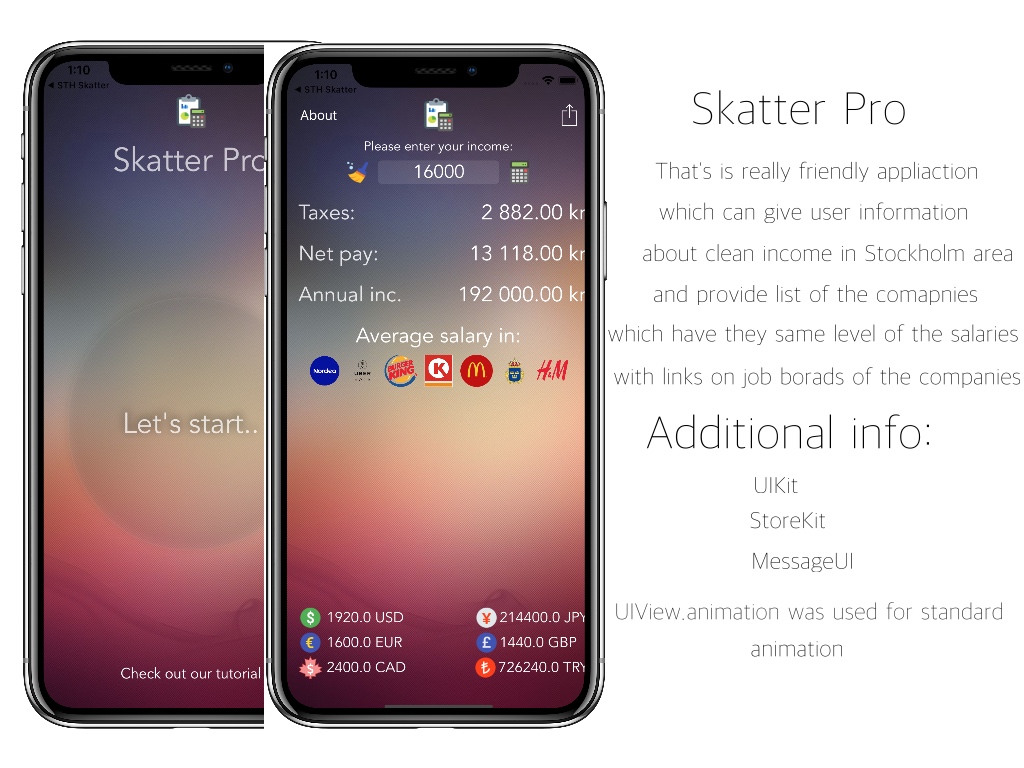 1:10
◀ STH Skatter
Skatter Pro
Let's start..
Check out our tutorial
1:10
◀ STH Skatter
About
Please enter your income:
16000
Taxes: 2 882.00 kr
Net pay: 13 118.00 kr
Annual inc. 192 000.00 kr
Average salary in:
Nordea UBER BURGER KING K M H&M
1920.0 USD 214400.0 JPY
1600.0 EUR 1440.0 GBP
2400.0 CAD 726240.0 TRY
Skatter Pro
That's is really friendly appliaction
which can give user information
about clean income in Stockholm area
and provide list of the comapnies
which have they same level of the salaries
with links on job borads of the companies
Additional info:
UIKit
StoreKit
MessageUI
UIView.animation was used for standard
animation